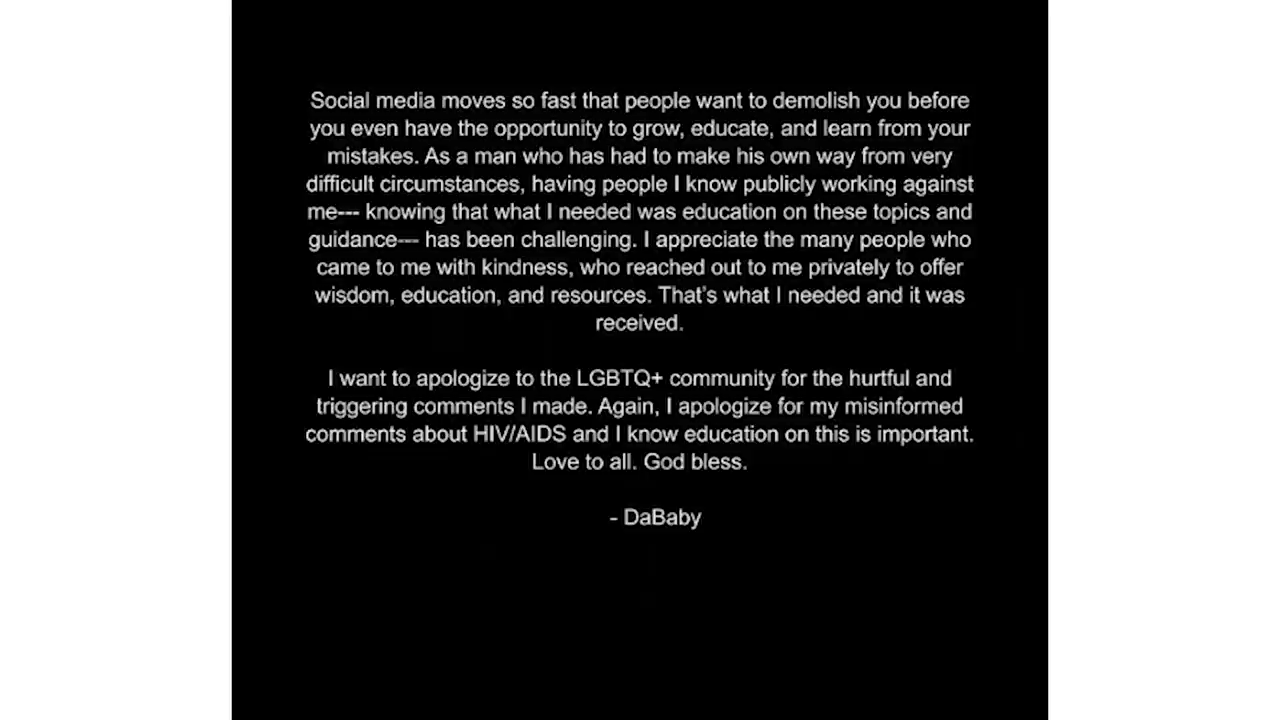 Social media moves so fast that people want to demolish you before
you even have the opportunity to grow, educate, and learn from your
mistakes. As a man who has had to make his own way from very
difficult circumstances, having people I know publicly working against
me--- knowing that what I needed was education on these topics and
guidance--- has been challenging. I appreciate the many people who
came to me with kindness, who reached out to me privately to offer
wisdom, education, and resources. That’s what I needed and it was
received.
I want to apologize to the LGBTQ+ community for the hurtful and
triggering comments I made. Again, I apologize for my misinformed
comments about HIV/AIDS and I know education on this is important.
Love to all. God bless.
- DaBaby